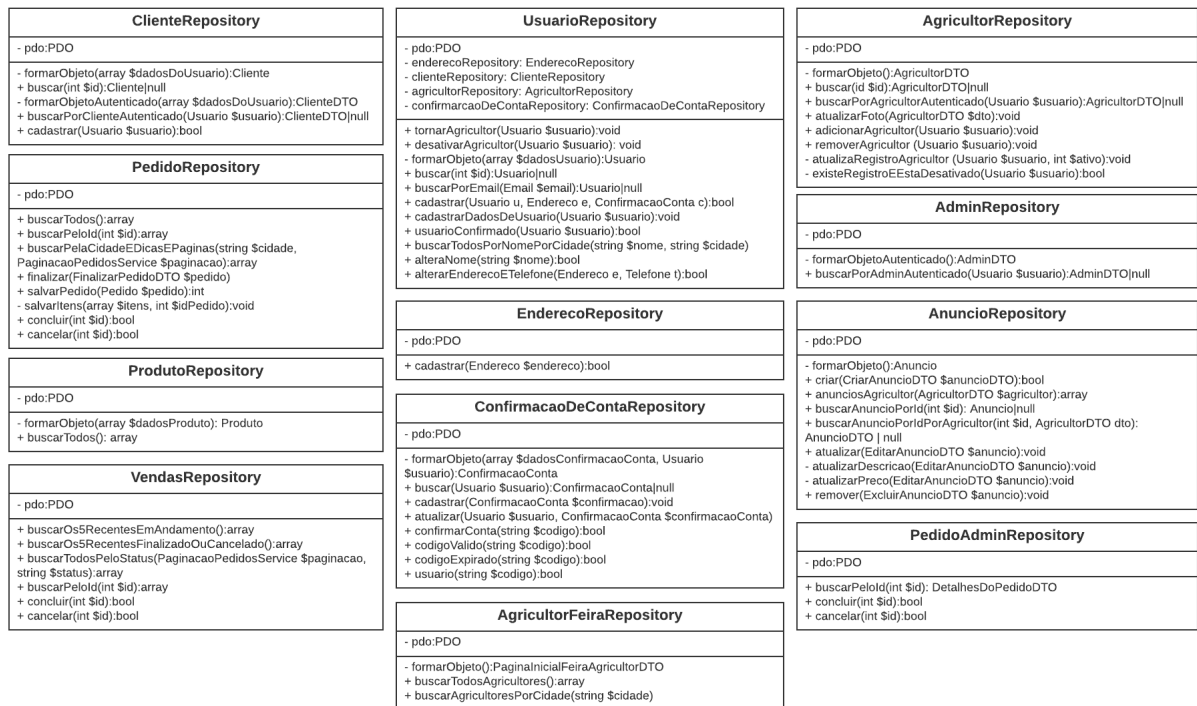 ClienteRepository
- pdo:PDO
- formarObjeto(array $dadosDoUsuario):Cliente
+ buscar(int $id):Cliente|null
- formarObjetoAutenticado(array $dadosDoUsuario):ClienteDTO
+ buscarPorClienteAutenticado(Usuario $usuario):ClienteDTO|null
+ cadastrar(Usuario $usuario):bool
PedidoRepository
- pdo:PDO
+ buscarTodos():array
+ buscarPeloId(int $id):array
+ buscarPelaCidadeEDicasEPaginas(string $cidade,
PaginacaoPedidosService $paginacao):array
+ finalizar(FinalizarPedidoDTO $pedido)
+ salvarPedido(Pedido $pedido):int
- salvarItens(array $itens, int $idPedido):void
+ concluir(int $id):bool
+ cancelar(int $id):bool
ProdutoRepository
- pdo:PDO
- formarObjeto(array $dadosProduto): Produto
+ buscarTodos(): array
VendasRepository
- pdo:PDO
+ buscarOs5RecentesEmAndamento():array
+ buscarOs5RecentesFinalizadoOuCancelado():array
+ buscarTodosPeloStatus(PaginacaoPedidosService $paginacao,
string $status):array
+ buscarPeloId(int $id):array
+ concluir(int $id):bool
+ cancelar(int $id):bool
UsuarioRepository
- pdo:PDO
- enderecoRepository: EnderecoRepository
- clienteRepository: ClienteRepository
- agricultorRepository: AgricultorRepository
- confirmarcaoDeContaRepository: ConfirmacaoDeContaRepository
+ tornarAgricultor(Usuario $usuario):void
+ desativarAgricultor(Usuario $usuario): void
- formarObjeto(array $dadosUsuario):Usuario
+ buscar(int $id):Usuario|null
+ buscarPorEmail(Email $email):Usuario|null
+ cadastrar(Usuario u, Endereco e, ConfirmacaoConta c):bool
+ cadastrarDadosDeUsuario(Usuario $usuario):void
+ usuarioConfirmado(Usuario $usuario):bool
+ buscarTodosPorNomePorCidade(string $nome, string $cidade)
+ alteraNome(string $nome):bool
+ alterarEnderecoETelefone(Endereco e, Telefone t):bool
EnderecoRepository
- pdo:PDO
+ cadastrar(Endereco $endereco):bool
ConfirmacaoDeContaRepository
- pdo:PDO
- formarObjeto(array $dadosConfirmacaoConta, Usuario
$usuario):ConfirmacaoConta
+ buscar(Usuario $usuario):ConfirmacaoConta|null
+ cadastrar(ConfirmacaoConta $confirmacao):void
+ atualizar(Usuario $usuario, ConfirmacaoConta $confirmacaoConta)
+ confirmarConta(string $codigo):bool
+ codigoValido(string $codigo):bool
+ codigoExpirado(string $codigo):bool
+ usuario(string $codigo):bool
AgricultorFeiraRepository
- pdo:PDO
- formarObjeto():PaginaInicialFeiraAgricultorDTO
+ buscarTodosAgricultores():array
+ buscarAgricultoresPorCidade(string $cidade)
AgricultorRepository
- pdo:PDO
- formarObjeto():AgricultorDTO
+ buscar(id $id):AgricultorDTO|null
+ buscarPorAgricultorAutenticado(Usuario $usuario):AgricultorDTO|null
+ atualizarFoto(AgricultorDTO $dto):void
+ adicionarAgricultor(Usuario $usuario):void
+ removerAgricultor (Usuario $usuario):void
- atualizaRegistroAgricultor (Usuario $usuario, int $ativo):void
- existeRegistroEEstaDesativado(Usuario $usuario):bool
AdminRepository
- pdo:PDO
- formarObjetoAutenticado():AdminDTO
+ buscarPorAdminAutenticado(Usuario $usuario):AdminDTO|null
AnuncioRepository
- pdo:PDO
- formarObjeto():Anuncio
+ criar(CriarAnuncioDTO $anuncioDTO):bool
+ anunciosAgricultor(AgricultorDTO $agricultor):array
+ buscarAnuncioPorId(int $id): Anuncio|null
+ buscarAnuncioPorIdPorAgricultor(int $id, AgricultorDTO dto):
AnuncioDTO | null
+ atualizar(EditarAnuncioDTO $anuncio):void
- atualizarDescricao(EditarAnuncioDTO $anuncio):void
- atualizarPreco(EditarAnuncioDTO $anuncio):void
+ remover(ExcluirAnuncioDTO $anuncio):void
PedidoAdminRepository
- pdo:PDO
+ buscarPeloId(int $id): DetalhesDoPedidoDTO
+ concluir(int $id):bool
+ cancelar(int $id):bool